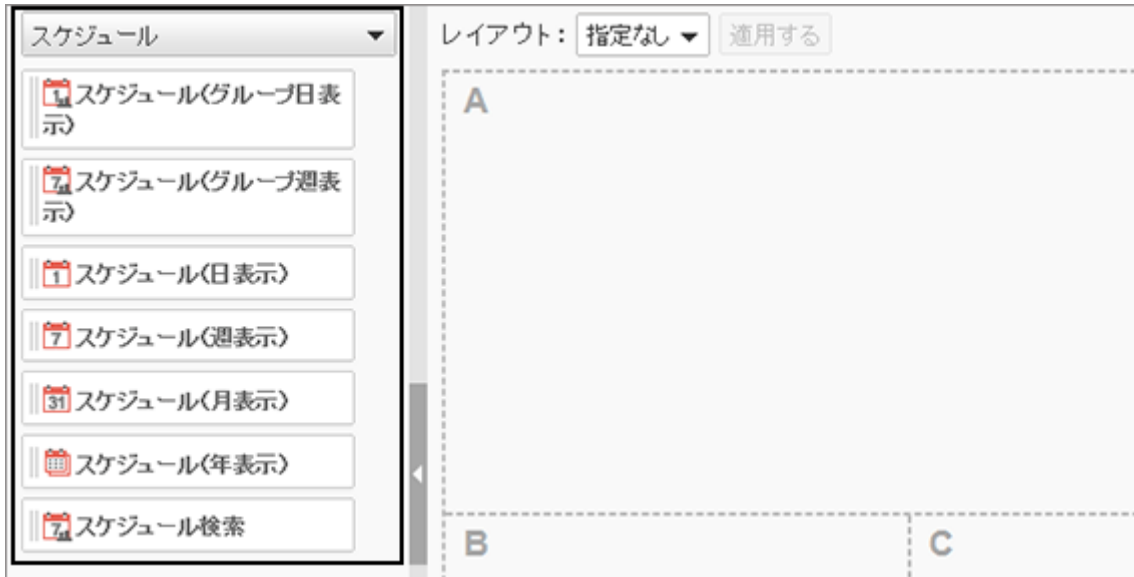 スケジュール
スケジュール(グループ日表
示)
スケジュール(グループ週表
示)
スケジュール(日表示)
スケジュール(週表示)
スケジュール(月表示)
スケジュール(年表示)
スケジュール検索
レイアウト: 指定なし 適用する
A
B C